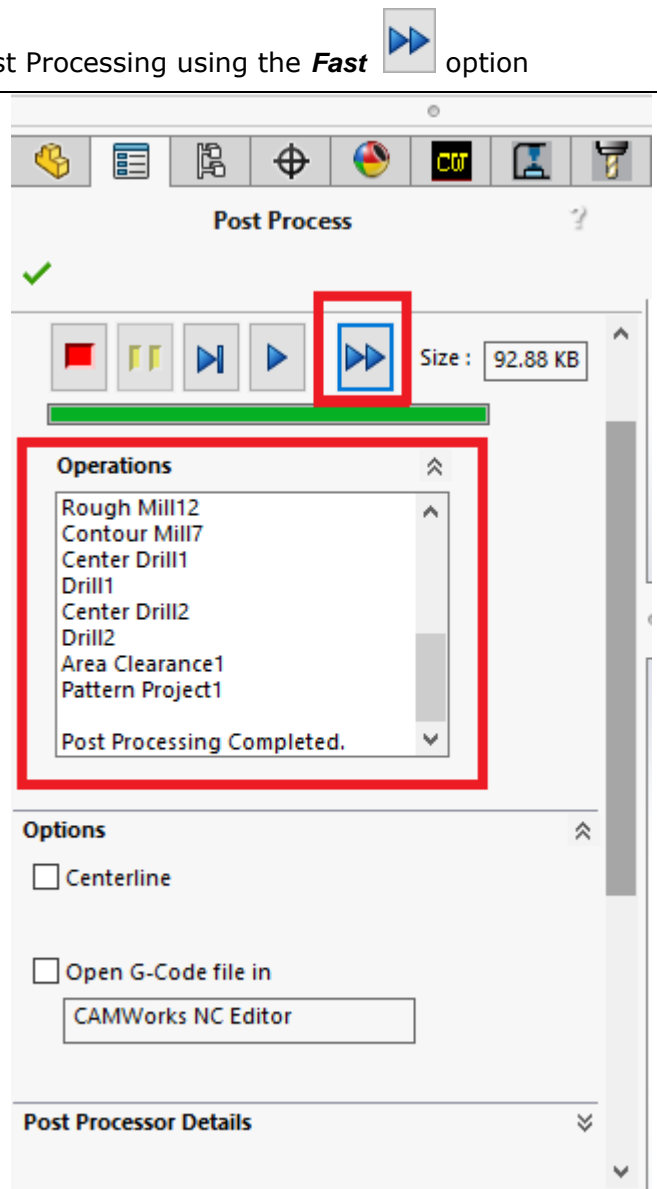 st Processing using the Fast option
CW
Post Process
?
Size : 92.88 KB
Operations
Rough Mill12
Contour Mill7
Center Drill1
Drill1
Center Drill2
Drill2
Area Clearance1
Pattern Project1
Post Processing Completed.
Options
Centerline
Open G-Code file in
CAMWorks NC Editor
Post Processor Details